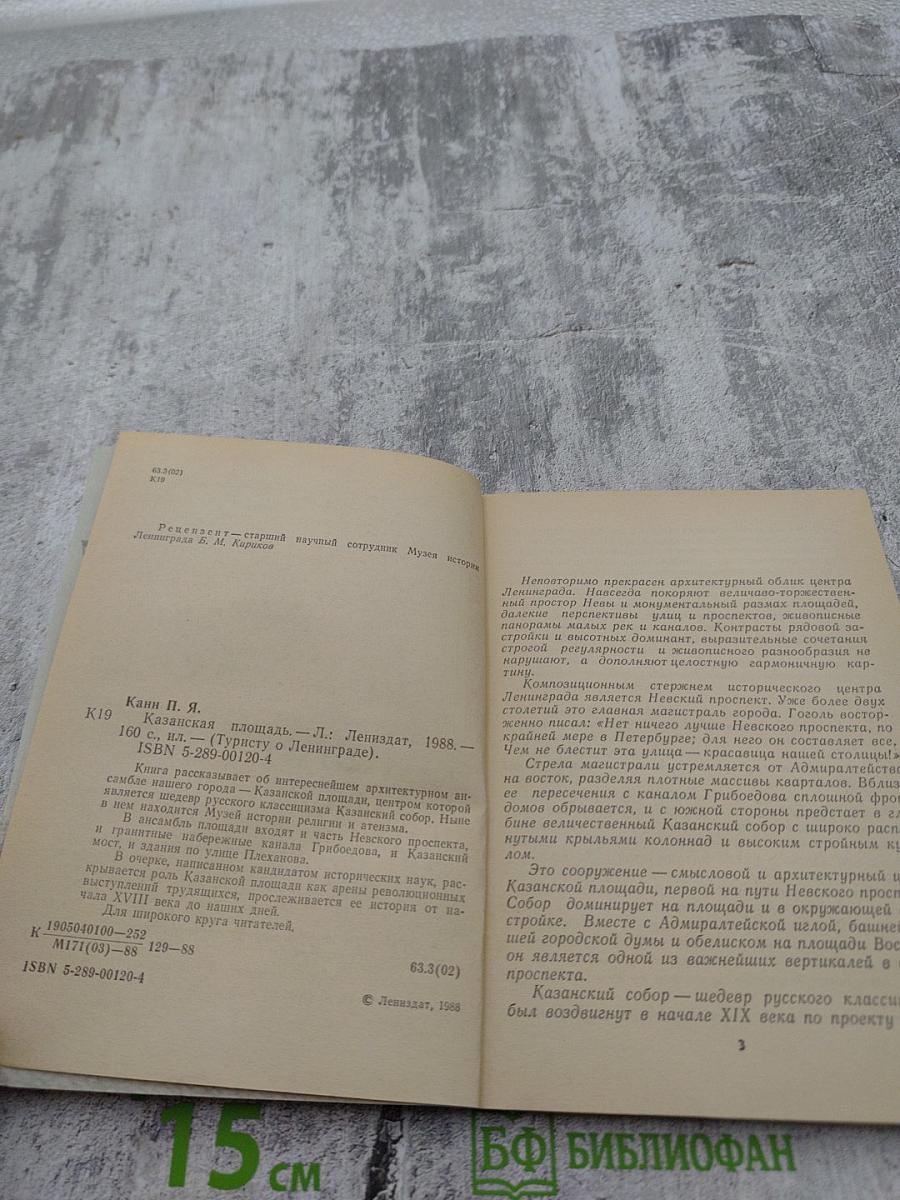 63.3(02)
К19
Рецензент — старший научный сотрудник Музея истории
Ленинграда Б. М. Кириков
Канн П. Я.
К19 Казанская площадь. — Л.: Лениздат, 1988. —
160 с., ил. — (Туристу о Ленинграде).
ISBN 5-289-00120-4
Книга рассказывает об интереснейшем архитектурном ан-
самбле нашего города — Казанской площади, центром которой
является шедевр русского классицизма Казанский собор. Ныне
в нем находится Музей истории религии и атеизма.
В ансамбль площади входят и часть Невского проспекта,
и гранитные набережные канала Грибоедова, и Казанский
мост, и здания по улице Плеханова.
В очерке, написанном кандидатом исторических наук, рас-
крывается роль Казанской площади как арены революционных
выступлений трудящихся, прослеживается ее история от на-
чала XVIII века до наших дней.
Для широкого круга читателей.
К 1905040100—252
М171(03)—88 129—88
63.3(02)
ISBN 5-289-00120-4
© Лениздат, 1988
Неповторимо прекрасен архитектурный облик центра
Ленинграда. Навсегда покоряют величаво-торжествен-
ный простор Невы и монументальный размах площадей,
далекие перспективы улиц и проспектов, живописные
панорамы малых рек и каналов. Контрасты рядовой за-
стройки и высотных доминант, выразительные сочетания
строгой регулярности и живописного разнообразия не
нарушают, а дополняют целостную гармоничную кар-
тину.
Композиционным стержнем исторического центра
Ленинграда является Невский проспект. Уже более двух
столетий это главная магистраль города. Гоголь востор-
женно писал: «Нет ничего лучше Невского проспекта, по
крайней мере в Петербурге; для него он составляет все,
Чем не блестит эта улица — красавица нашей столицы!»
Стрела магистрали устремляется от Адмиралтейств
на восток, разделяя плотные массивы кварталов. Вблиз
ее пересечения с каналом Грибоедова сплошной фро
домов обрывается, и с южной стороны предстает в гл
бине величественный Казанский собор с широко расп
нутыми крыльями колоннад и высоким стройным ку
лом.
Это сооружение — смысловой и архитектурный ц
Казанской площади, первой на пути Невского просп
Собор доминирует на площади и в окружающей
стройке. Вместе с Адмиралтейской иглой, башне
шей городской думы и обелиском на площади Вос
он является одной из важнейших вертикалей в
проспекта.
Казанский собор — шедевр русского класси
был воздвигнут в начале XIX века по проекту
3
15 см
БФ БИБЛИОФАН